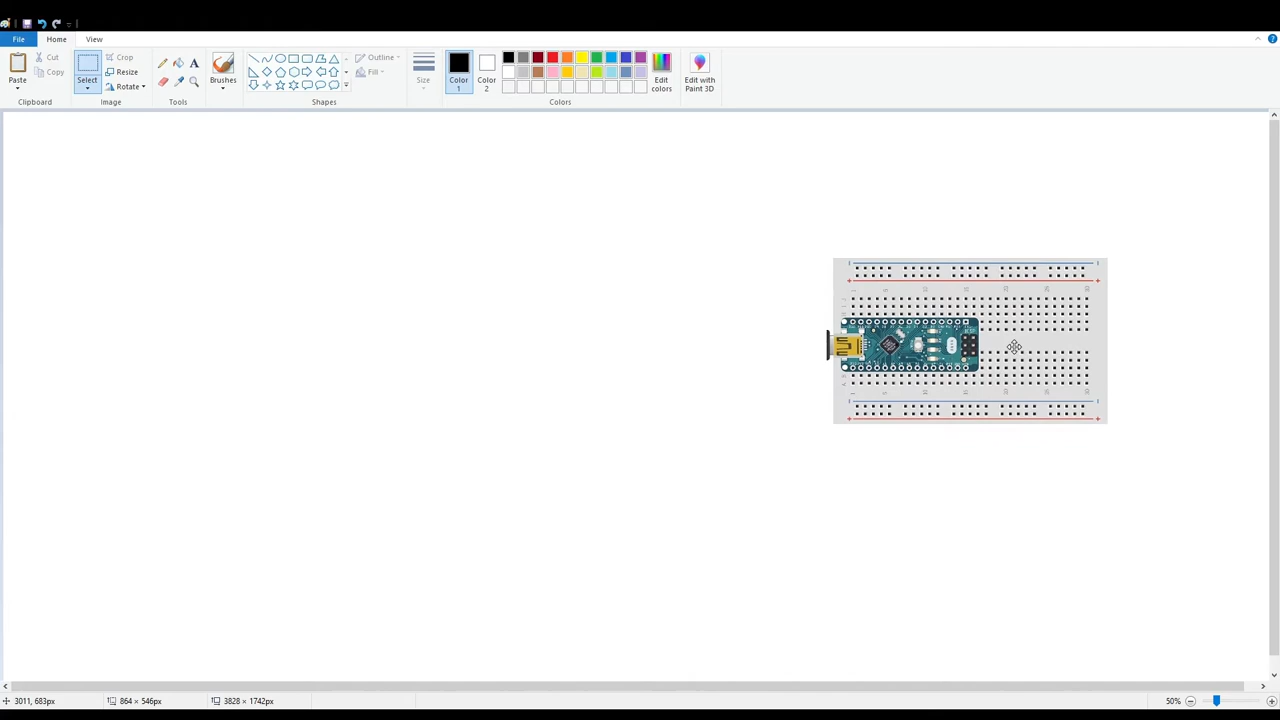 File Home View
Paste
Cut
Copy
Clipboard
Select
Crop
Resize
Rotate
Image
A
Tools
Brushes
Shapes
Outline
Fill
Size
Color 1
Color 2
Colors
Edit colors
Edit with Paint 3D
3011, 683px 864 × 546px 3828 × 1742px 50%